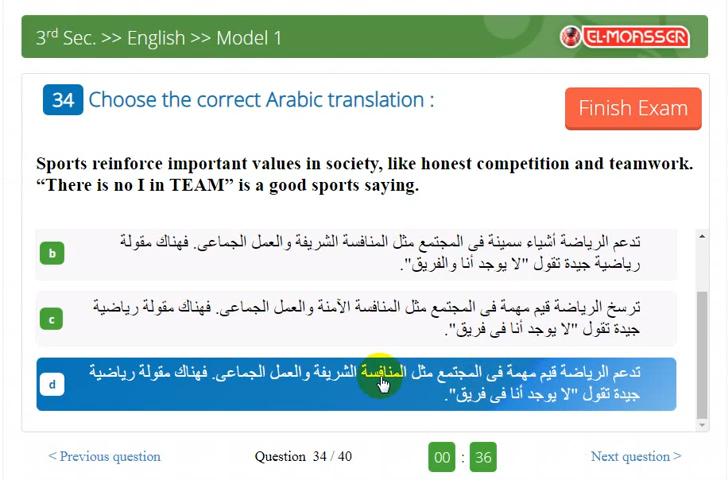 3rd Sec. >> English >> Model 1
EL-MOASSER
34 Choose the correct Arabic translation :
Finish Exam
Sports reinforce important values in society, like honest competition and teamwork.
“There is no I in TEAM” is a good sports saying.
b
تدعم الرياضة أشياء سمينة فى المجتمع مثل المنافسة الشريفة والعمل الجماعى. فهناك مقولة
رياضية جيدة تقول "لا يوجد أنا والفريق".
c
ترسخ الرياضة قيم مهمة فى المجتمع مثل المنافسة الآمنة والعمل الجماعى. فهناك مقولة رياضية
جيدة تقول "لا يوجد أنا فى فريق".
d
تدعم الرياضة قيم مهمة فى المجتمع مثل المنافسة الشريفة والعمل الجماعى. فهناك مقولة رياضية
جيدة تقول "لا يوجد أنا فى فريق".
< Previous question
Question 34 / 40
00 : 36
Next question >